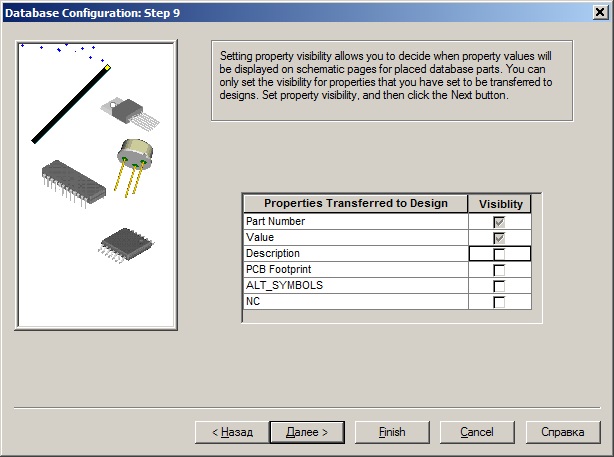 Database Configuration: Step 9
Setting property visibility allows you to decide when property values will
be displayed on schematic pages for placed database parts. You can
only set the visibility for properties that you have set to be transferred to
designs. Set property visibility, and then click the Next button.
Properties Transferred to Design Visiblity
Part Number
Value
Description
PCB Footprint
ALT_SYMBOLS
NC
< Назад Далее > Finish Cancel Справка